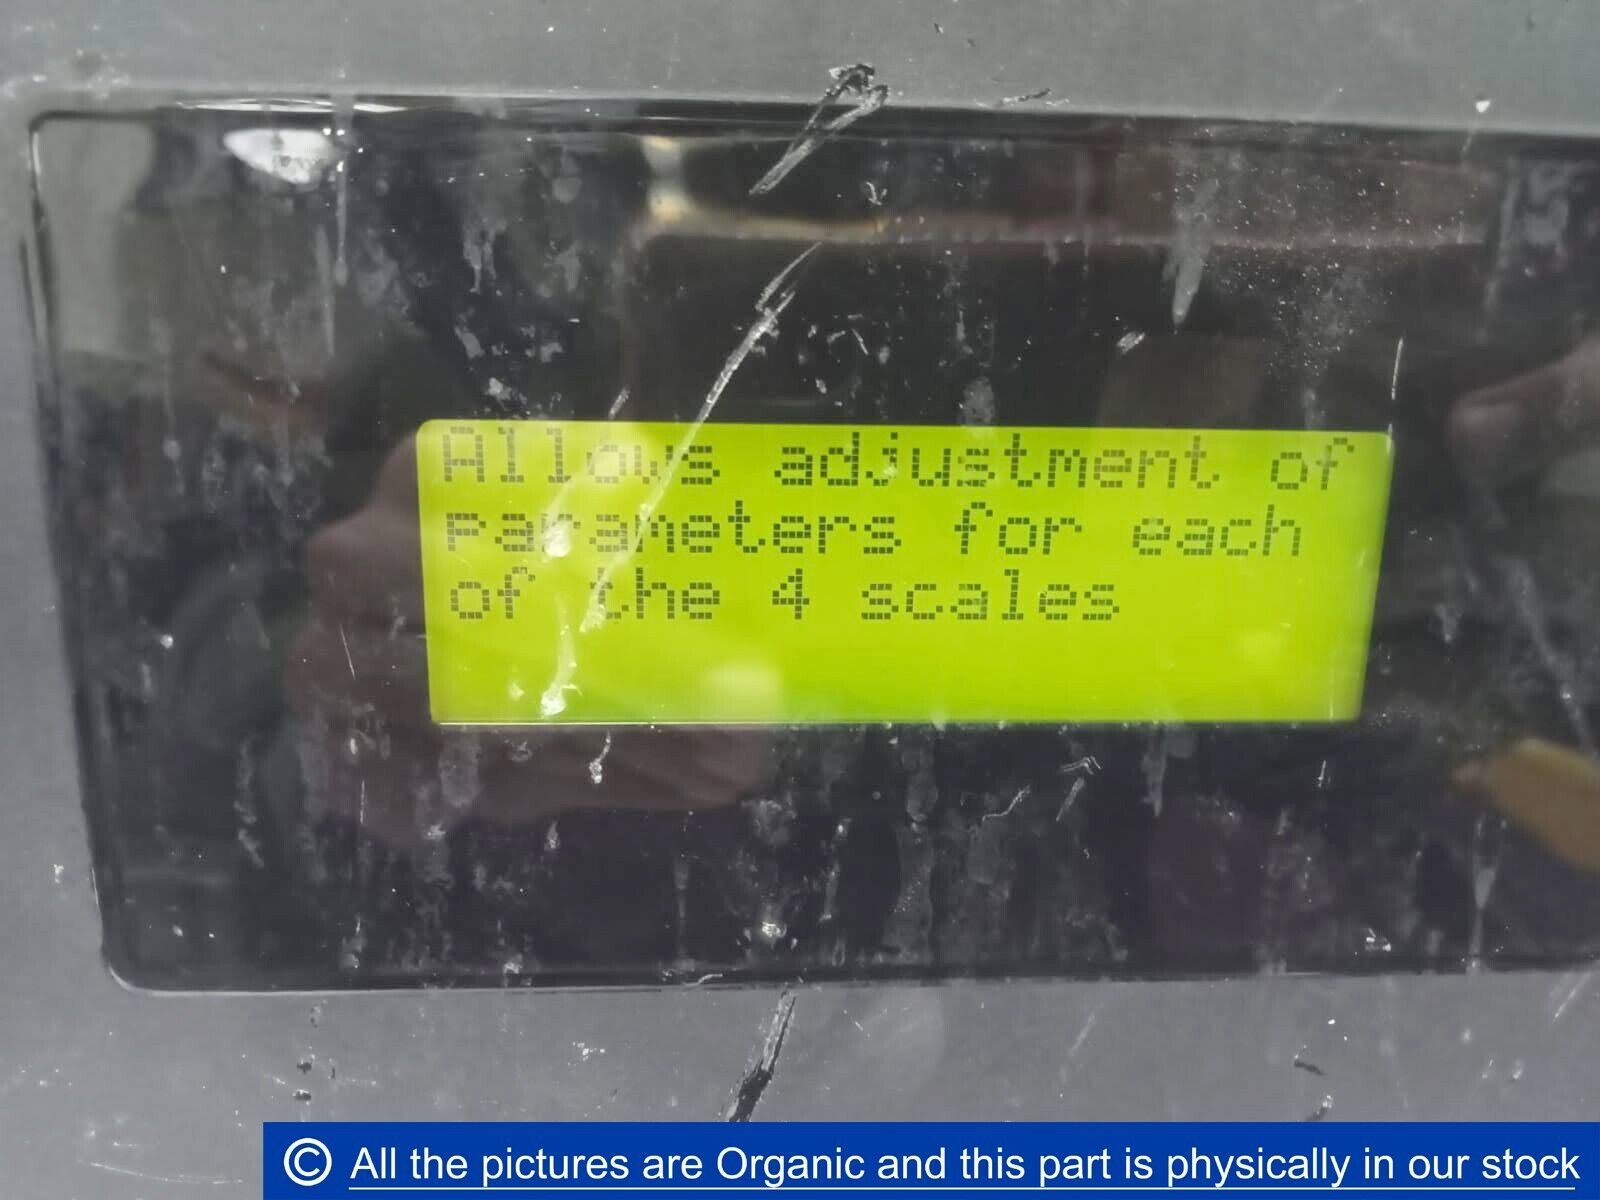 Allows adjustment of
parameters for each
of the 4 scales
© All the pictures are Organic and this part is physically in our stock